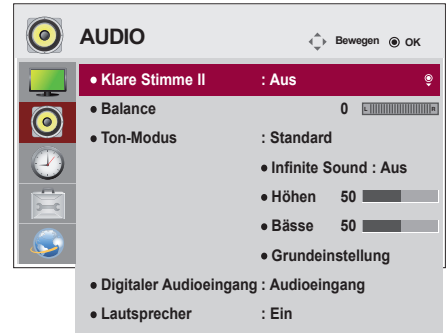 AUDIO
Bewegen OK
• Klare Stimme II : Aus
• Balance 0 L R
• Ton-Modus : Standard
• Infinite Sound : Aus
• Höhen 50
• Bässe 50
• Grundeinstellung
• Digitaler Audioeingang : Audioeingang
• Lautsprecher : Ein